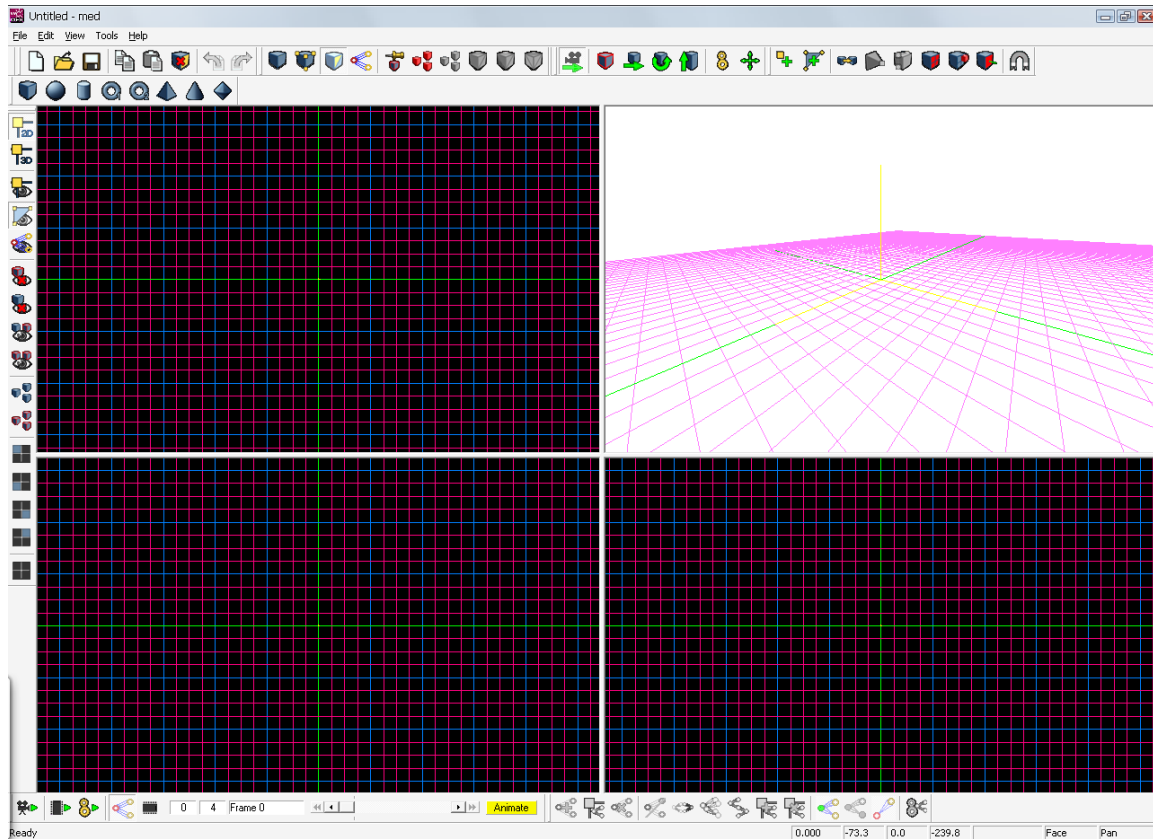 Untitled - med
File Edit View Tools Help
2D
3D
0 4 Frame 0 Animate
Ready 0.000 -73.3 0.0 -239.8 Face Pan